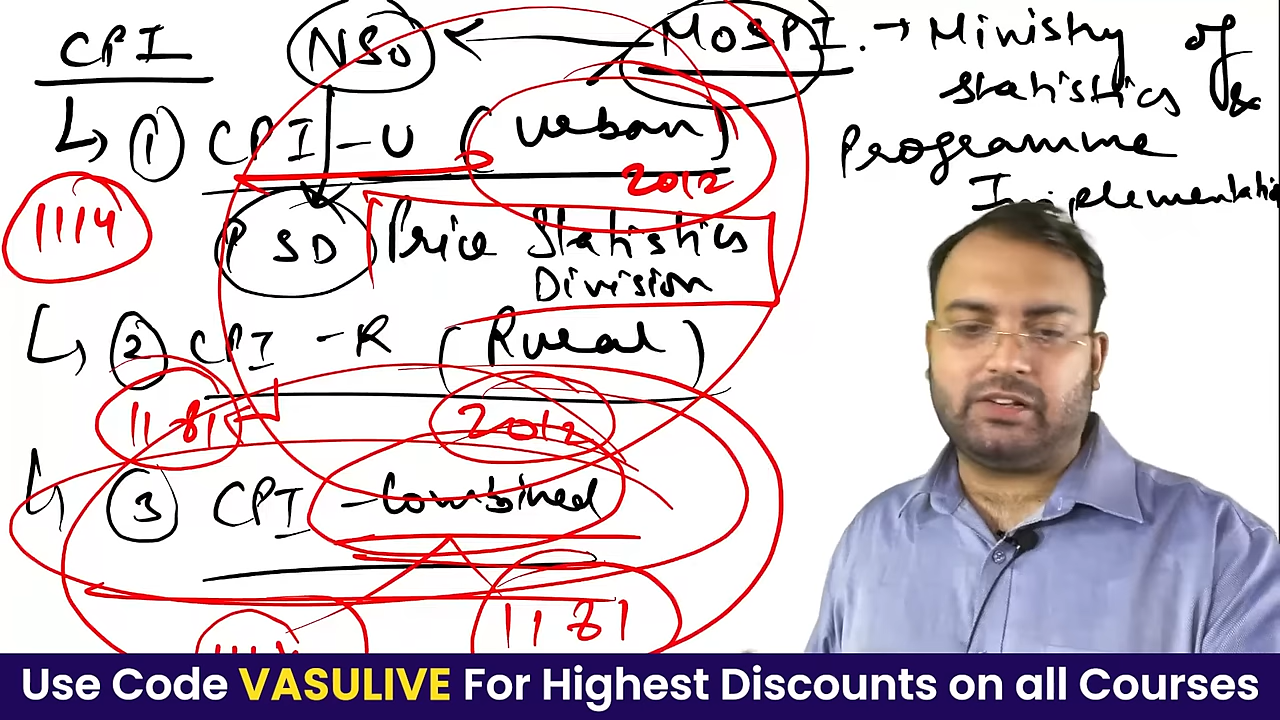 CPI NSO ← MOSPI. → Ministry of
Statistics &
↳ ① CPI - U (Urban) Programme
2012 Implementatio
1114
PSD Price Statistics
Division
↳ ② CPI - R (Rural)
1181 2012
↳ ③ CPI - Combined
1181
Use Code VASULIVE For Highest Discounts on all Courses